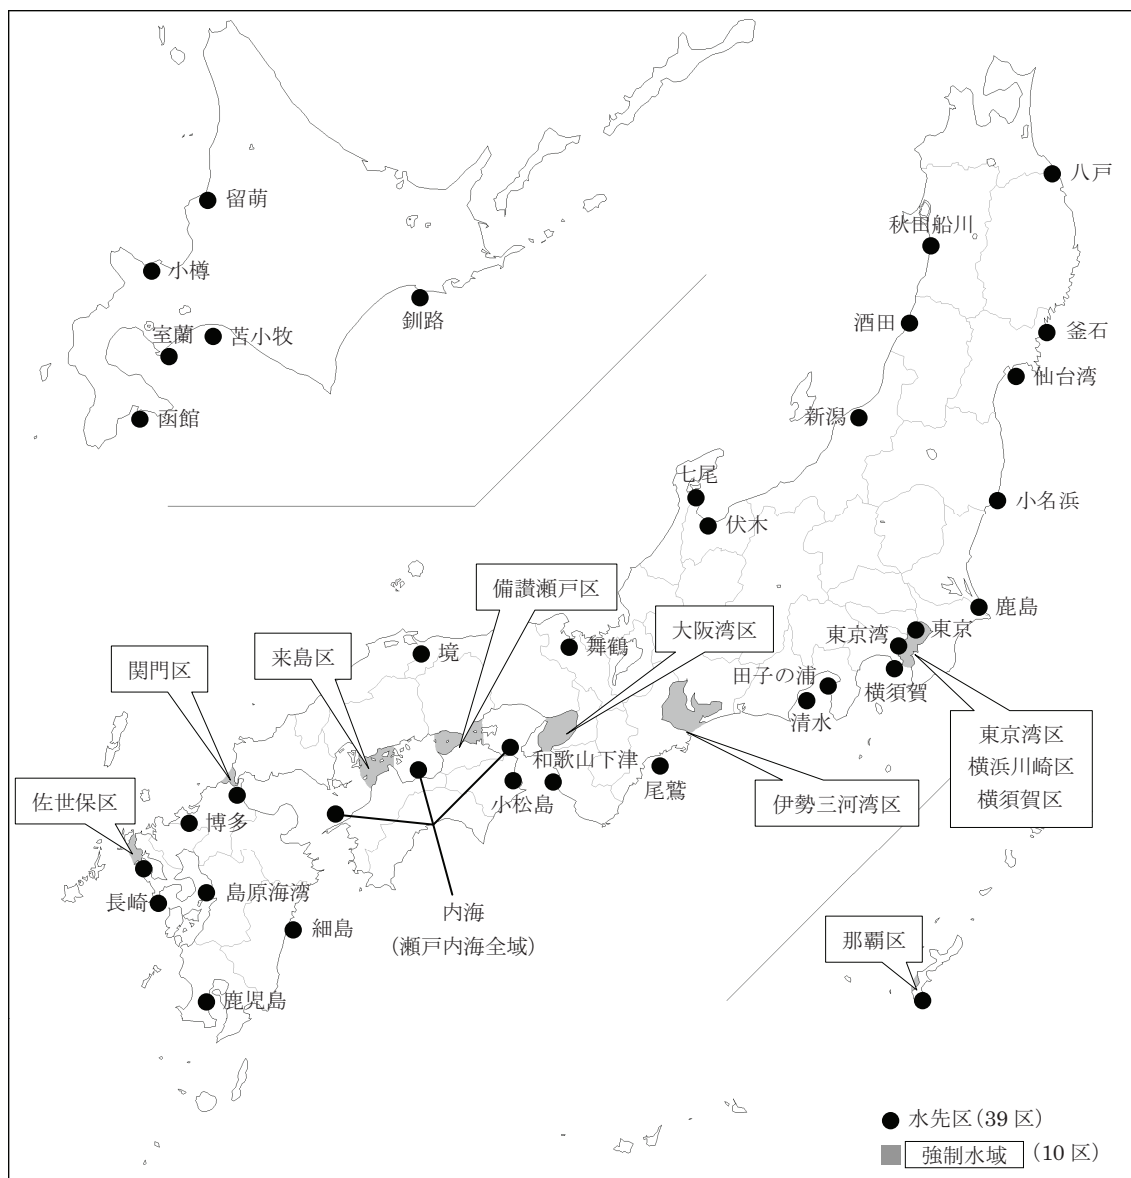 八戸
留萌
秋田船川
小樽
釧路
酒田
釜石
室蘭
苫小牧
仙台湾
函館
新潟
七尾
小名浜
伏木
備讃瀬戸区
鹿島
大阪湾区
東京湾
東京
来島区
境
舞鶴
関門区
田子の浦
横須賀
清水
東京湾区
横浜川崎区
横須賀区
和歌山下津
尾鷲
佐世保区
小松島
伊勢三河湾区
博多
島原海湾
長崎
内海
(瀬戸内海全域)
細島
那覇区
鹿児島
水先区(39 区)
強制水域 (10 区)